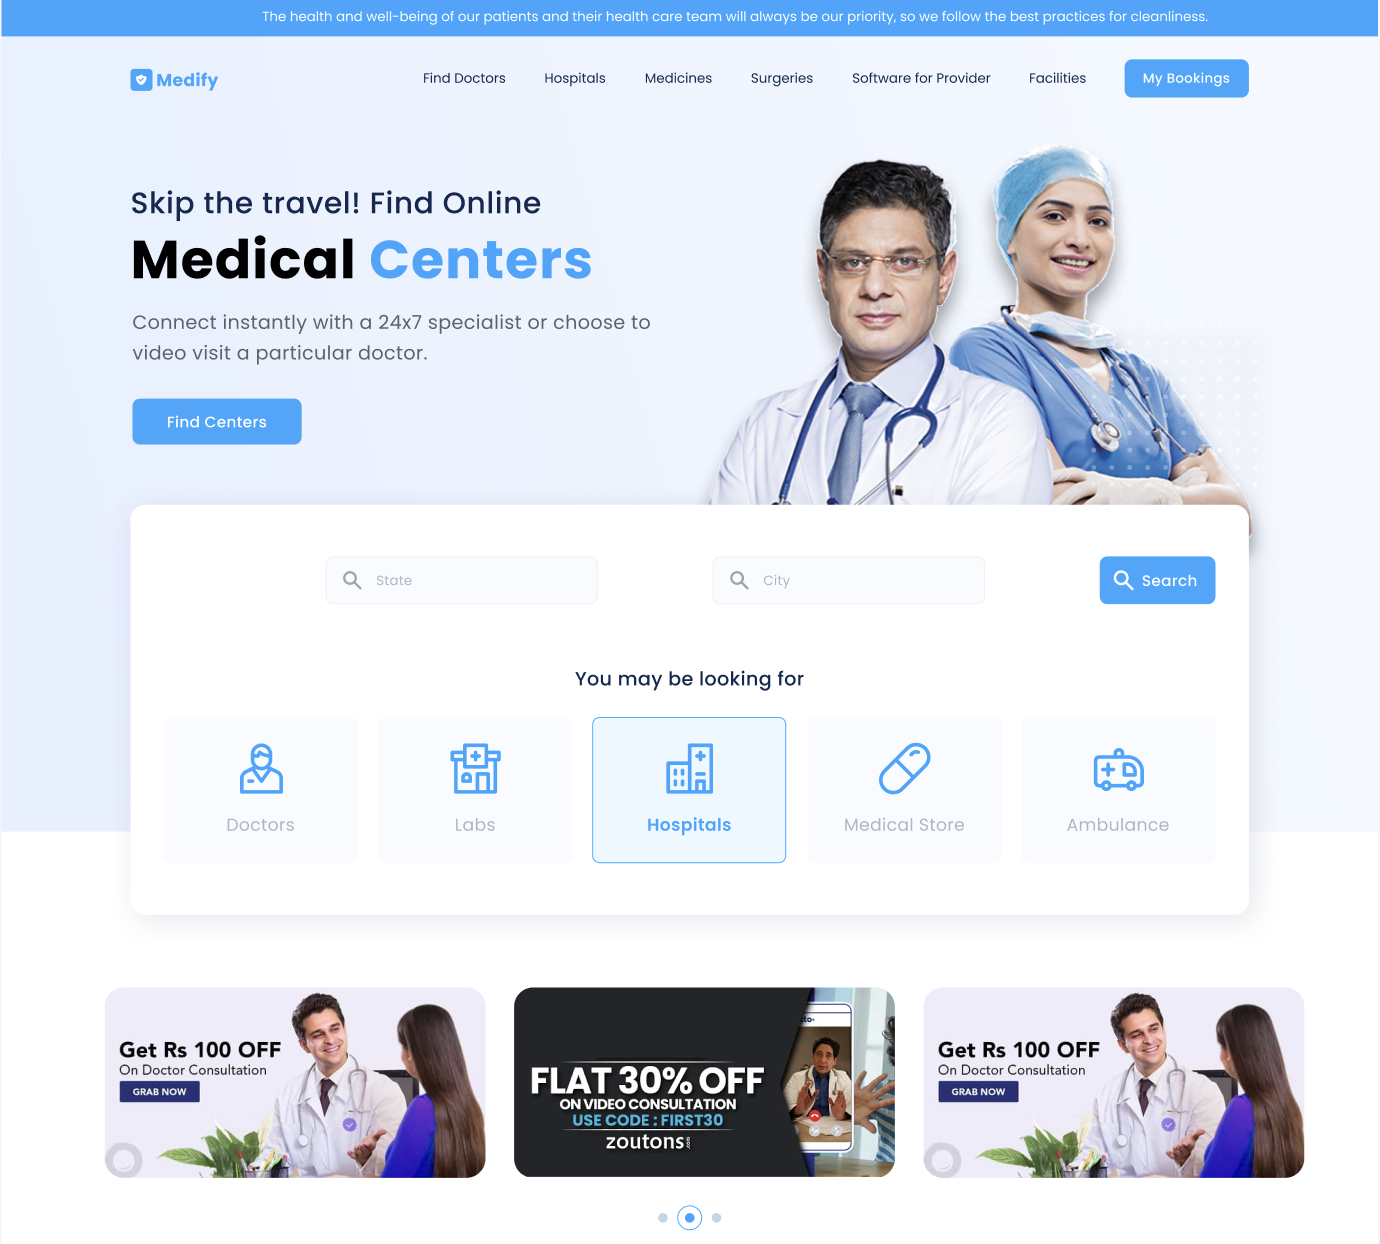 The health and well-being of our patients and their health care team will always be our priority, so we follow the best practices for cleanliness.
Medify
Find Doctors
Hospitals
Medicines
Surgeries
Software for Provider
Facilities
My Bookings
Skip the travel! Find Online
Medical Centers
Connect instantly with a 24x7 specialist or choose to
video visit a particular doctor.
Find Centers
State
City
Search
You may be looking for
Doctors
Labs
Hospitals
Medical Store
Ambulance
Get Rs 100 OFF
On Doctor Consultation
GRAB NOW
FLAT 30% OFF
ON VIDEO CONSULTATION
USE CODE : FIRST30
zoutons.com
Get Rs 100 OFF
On Doctor Consultation
GRAB NOW